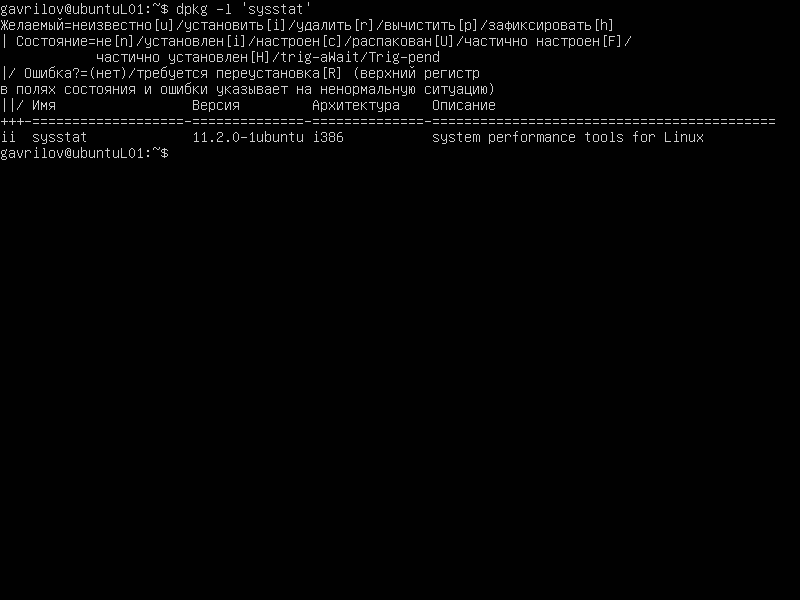 gavrilov@ubuntuL01:~$ dpkg -l 'sysstat'
Желаемый=неизвестно[u]/установить[i]/удалить[r]/вычистить[p]/зафиксировать[h]
| Состояние=не[n]/установлен[i]/настроен[c]/распакован[U]/частично настроен[F]/
            частично установлен[H]/trig-aWait/Trig-pend
|/ Ошибка?=(нет)/требуется переустановка[R] (верхний регистр
в полях состояния и ошибки указывает на ненормальную ситуацию)
||/ Имя                 Версия         Архитектура    Описание
+++-===================-==============-==============-===========================================
ii  sysstat             11.2.0-1ubuntu i386           system performance tools for Linux
gavrilov@ubuntuL01:~$